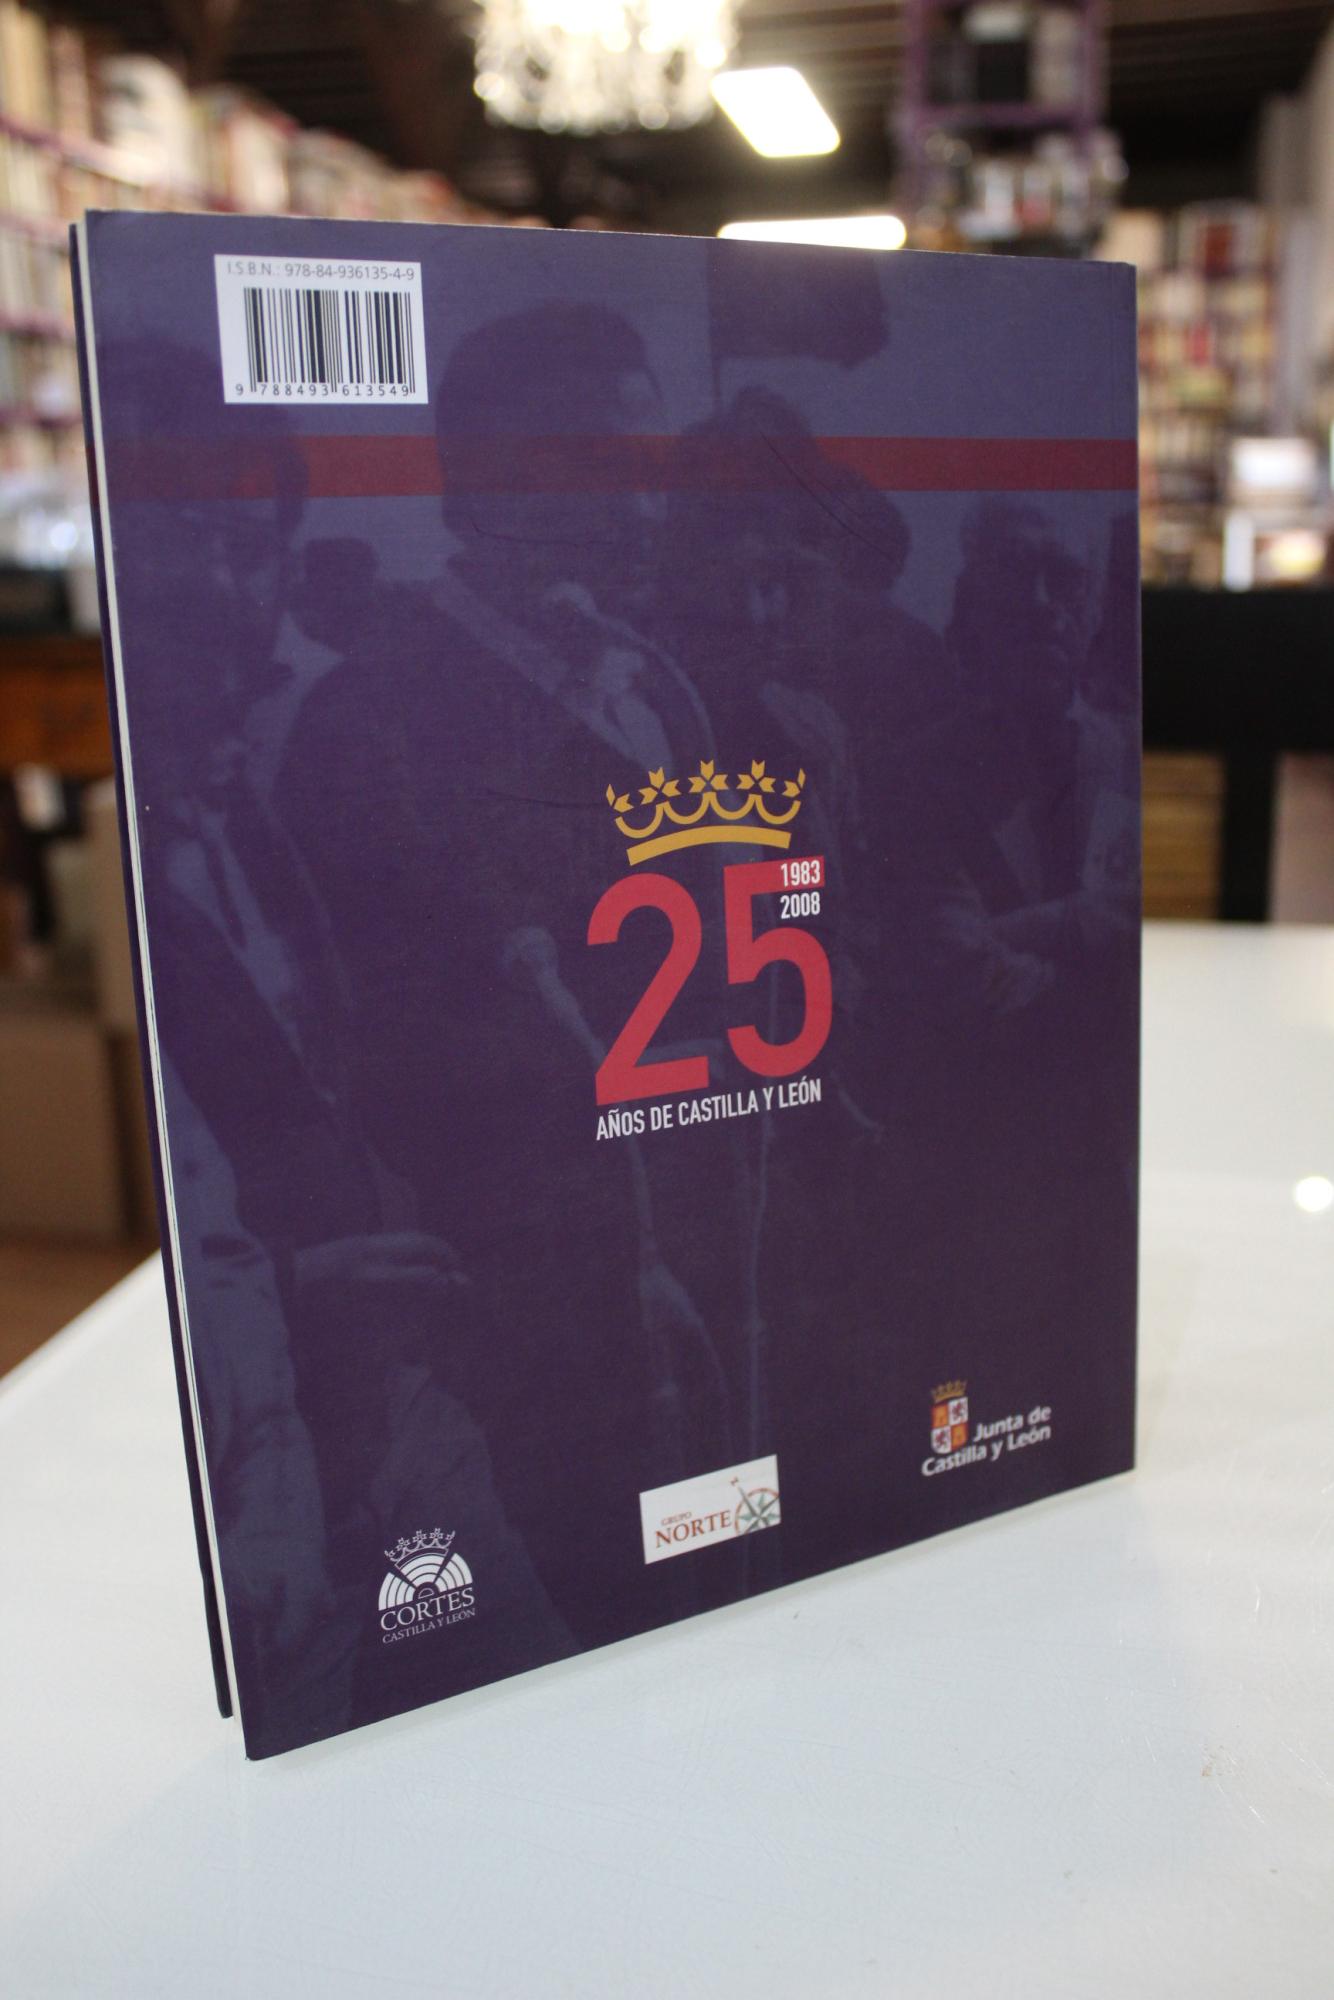 I.S.B.N.: 978-84-936135-4-9
9 788493 613549
1983
2008
25
AÑOS DE CASTILLA Y LEÓN
Junta de
Castilla y León
GRUPO
NORTE
CORTES
CASTILLA Y LEÓN